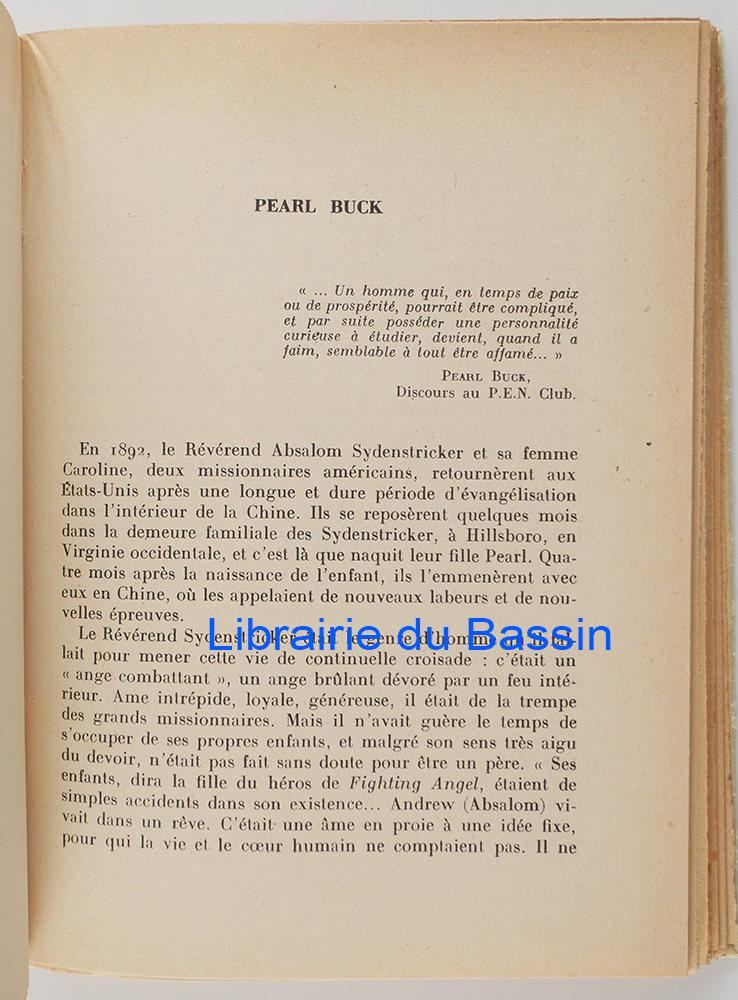 PEARL BUCK
« ... Un homme qui, en temps de paix
ou de prospérité, pourrait être compliqué,
et par suite posséder une personnalité
curieuse à étudier, devient, quand il a
faim, semblable à tout être affamé... »
PEARL BUCK,
Discours au P.E.N. Club.
En 1892, le Révérend Absalom Sydenstricker et sa femme
Caroline, deux missionnaires américains, retournèrent aux
États-Unis après une longue et dure période d'évangélisation
dans l'intérieur de la Chine. Ils se reposèrent quelques mois
dans la demeure familiale des Sydenstricker, à Hillsboro, en
Virginie occidentale, et c'est là que naquit leur fille Pearl. Qua-
tre mois après la naissance de l'enfant, ils l'emmenèrent avec
eux en Chine, où les appelaient de nouveaux labeurs et de nou-
velles épreuves.
Le Révérend Sydenstricker était le genre d'homme qu'il fal-
Librairie du Bassin
lait pour mener cette vie de continuelle croisade : c'était un
« ange combattant », un ange brûlant dévoré par un feu inté-
rieur. Ame intrépide, loyale, généreuse, il était de la trempe
des grands missionnaires. Mais il n'avait guère le temps de
s'occuper de ses propres enfants, et malgré son sens très aigu
du devoir, n'était pas fait sans doute pour être un père. « Ses
enfants, dira la fille du héros de Fighting Angel, étaient de
simples accidents dans son existence... Andrew (Absalom) vi-
vait dans un rêve. C'était une âme en proie à une idée fixe,
pour qui la vie et le cœur humain ne comptaient pas. Il ne